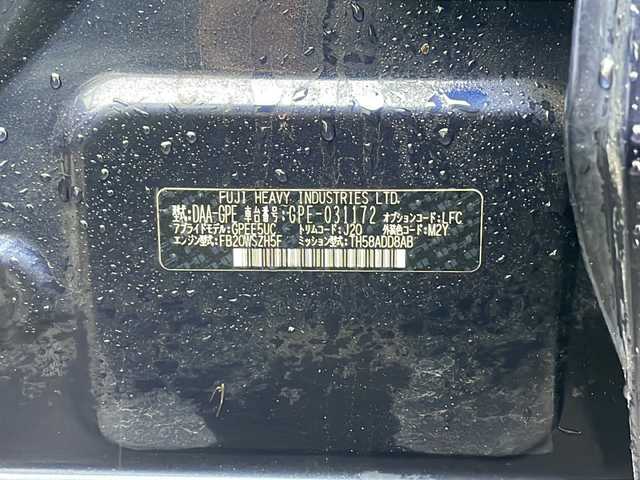 FUJI HEAVY INDUSTRIES LTD.
型式:DAA-GPE 車台番号:GPE-031172 オプションコード:LFC
アプライドモデル:GPEE5UC トリムコード:J20 外装色コード:M2Y
エンジン型式:FB20WSZH5F ミッション型式:TH58ADD8AB